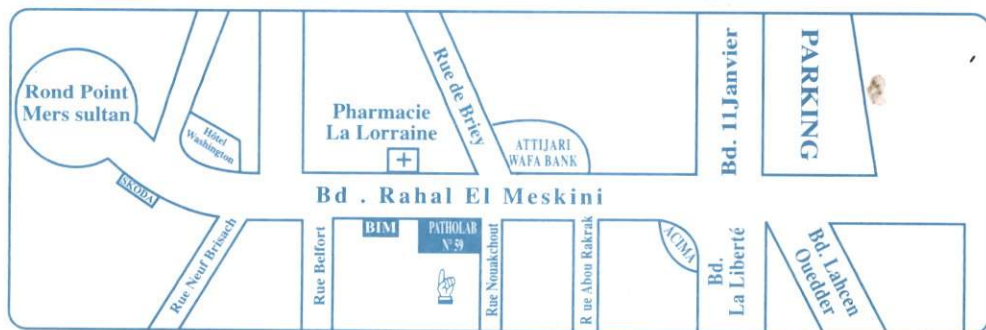 Rond Point
Mers sultan
Hôtel
Washington
SKODA
Pharmacie
La Lorraine
Rue de Briey
ATTIJARI
WAFA BANK
Bd. 11 Janvier
PARKING
Bd . Rahal El Meskini
Rue Neuf Brisach
Rue Belfort
BIM
PATHOLAB
N° 59
Rue Nouakchout
R ue Abou Rakrak
ACIMA
Bd.
La Liberté
Bd. Lahcen
Ouedder